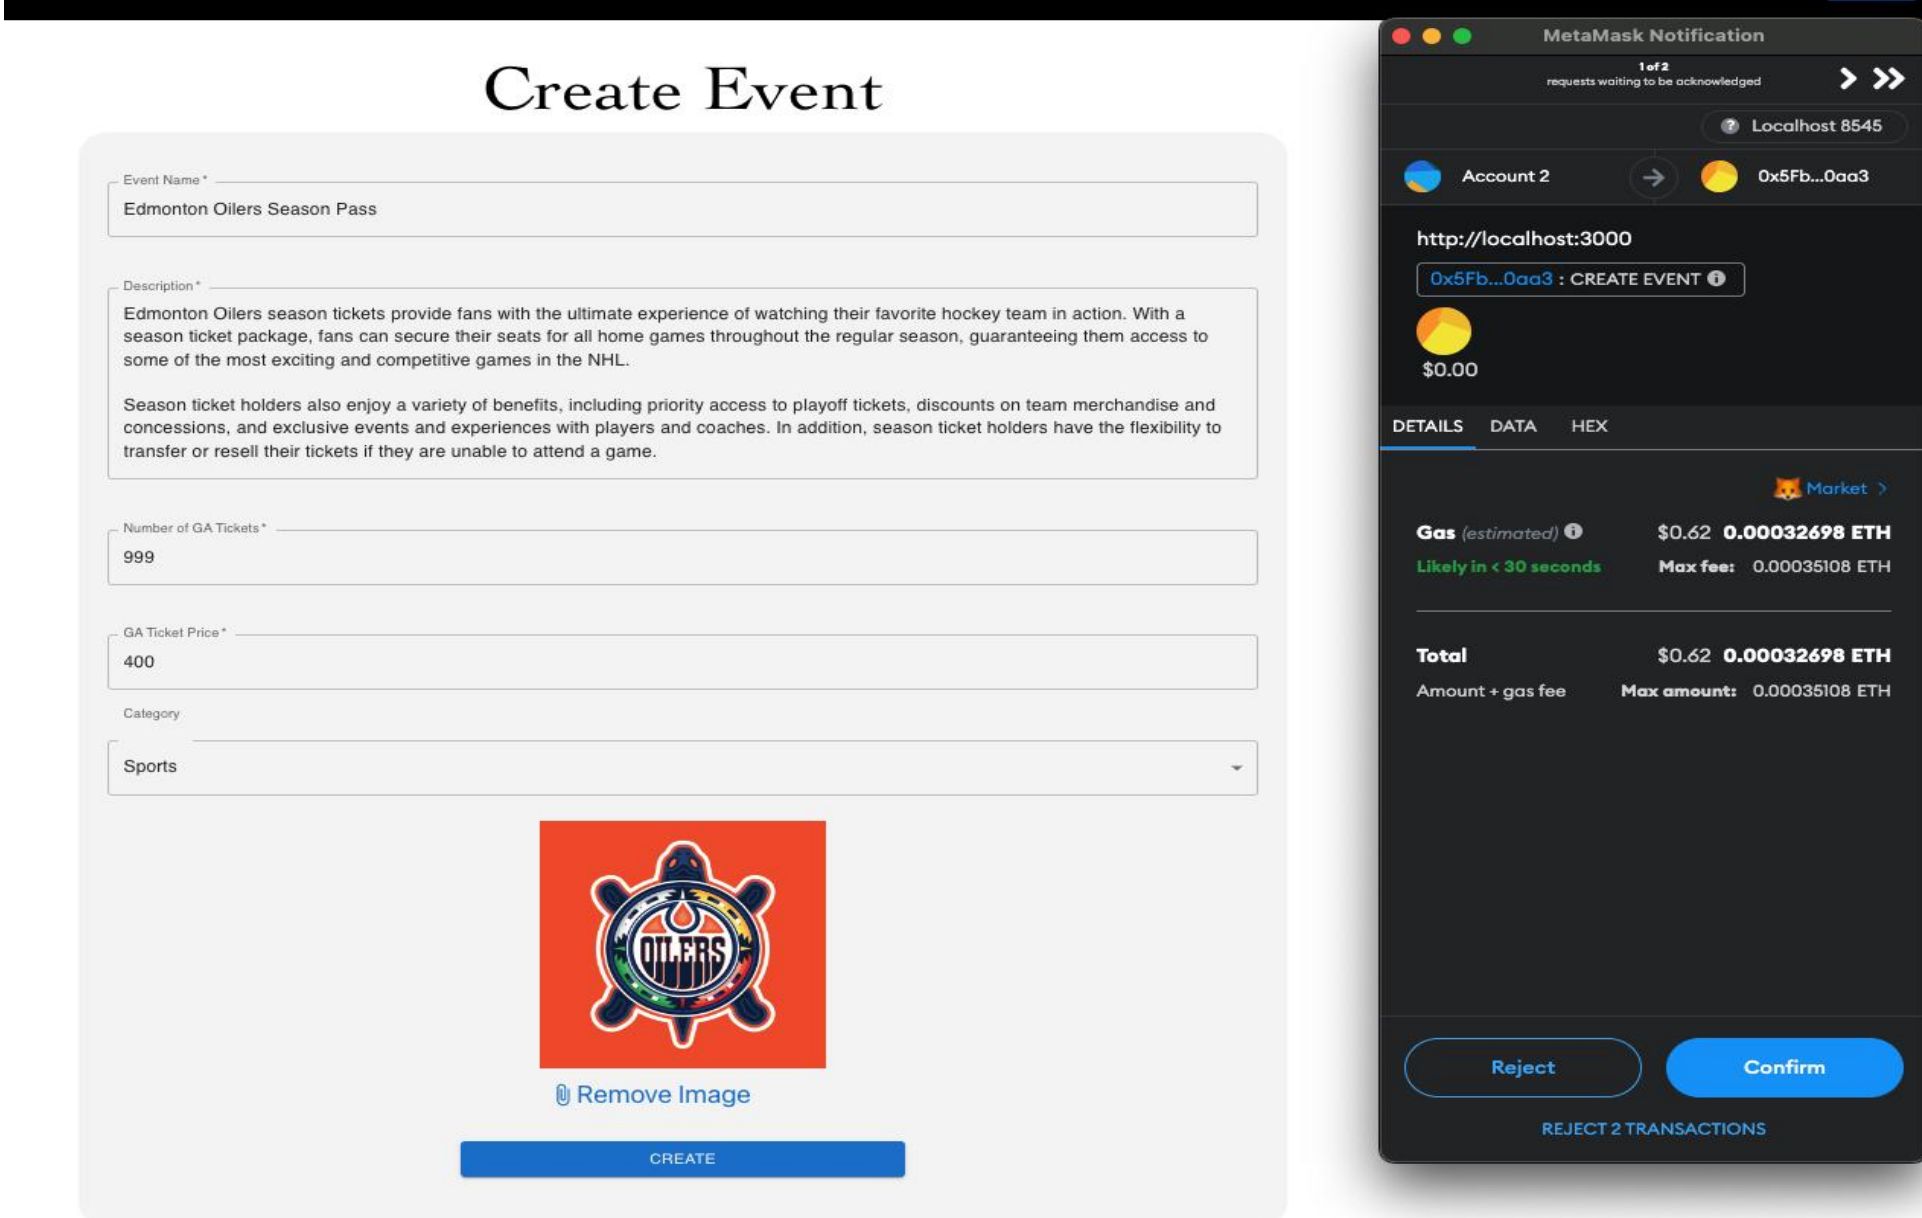 Create Event
Event Name *
Edmonton Oilers Season Pass
Description *
Edmonton Oilers season tickets provide fans with the ultimate experience of watching their favorite hockey team in action. With a
season ticket package, fans can secure their seats for all home games throughout the regular season, guaranteeing them access to
some of the most exciting and competitive games in the NHL.
Season ticket holders also enjoy a variety of benefits, including priority access to playoff tickets, discounts on team merchandise and
concessions, and exclusive events and experiences with players and coaches. In addition, season ticket holders have the flexibility to
transfer or resell their tickets if they are unable to attend a game.
Number of GA Tickets *
999
GA Ticket Price *
400
Category
Sports
OILERS
Remove Image
CREATE
MetaMask Notification
1 of 2
requests waiting to be acknowledged
Localhost 8545
Account 2
0x5Fb...0aa3
http://localhost:3000
0x5Fb...0aa3 : CREATE EVENT
$0.00
DETAILS DATA HEX
Market >
Gas (estimated) $0.62 0.00032698 ETH
Likely in < 30 seconds Max fee: 0.00035108 ETH
Total $0.62 0.00032698 ETH
Amount + gas fee Max amount: 0.00035108 ETH
Reject Confirm
REJECT 2 TRANSACTIONS